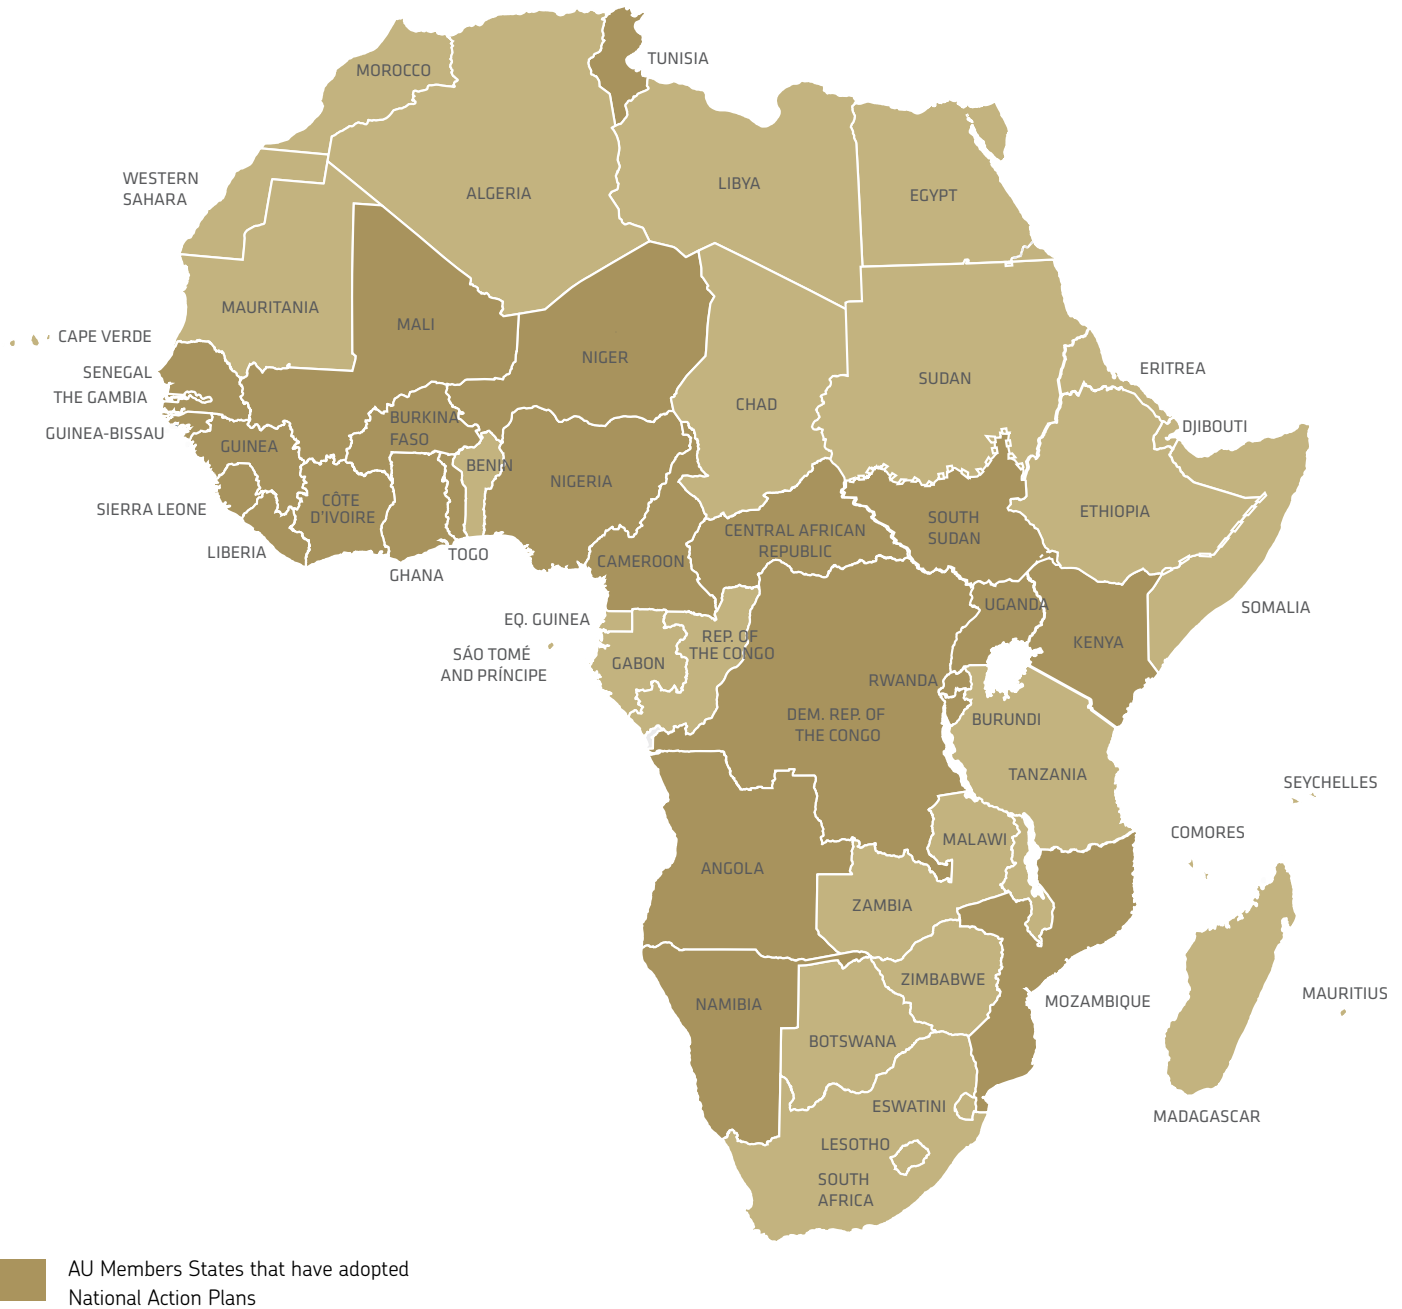 TUNISIA
MOROCCO
WESTERN
SAHARA
ALGERIA
LIBYA
EGYPT
MAURITANIA
MALI
CAPE VERDE
NIGER
SENEGAL
ERITREA
SUDAN
THE GAMBIA
CHAD
BURKINA
FASO
DJIBOUTI
GUINEA-BISSAU
GUINEA
BENIN
NIGERIA
CÔTE
D'IVOIRE
SIERRA LEONE
ETHIOPIA
SOUTH
SUDAN
CENTRAL AFRICAN
REPUBLIC
LIBERIA
TOGO
CAMEROON
GHANA
UGANDA
SOMALIA
EQ. GUINEA
REP. OF
THE CONGO
KENYA
SÁO TOMÉ
AND PRÍNCIPE
GABON
RWANDA
DEM. REP. OF
THE CONGO
BURUNDI
TANZANIA
SEYCHELLES
COMORES
MALAWI
ANGOLA
ZAMBIA
ZIMBABWE
MAURITIUS
NAMIBIA
MOZAMBIQUE
BOTSWANA
ESWATINI
MADAGASCAR
LESOTHO
SOUTH
AFRICA
AU Members States that have adopted
National Action Plans